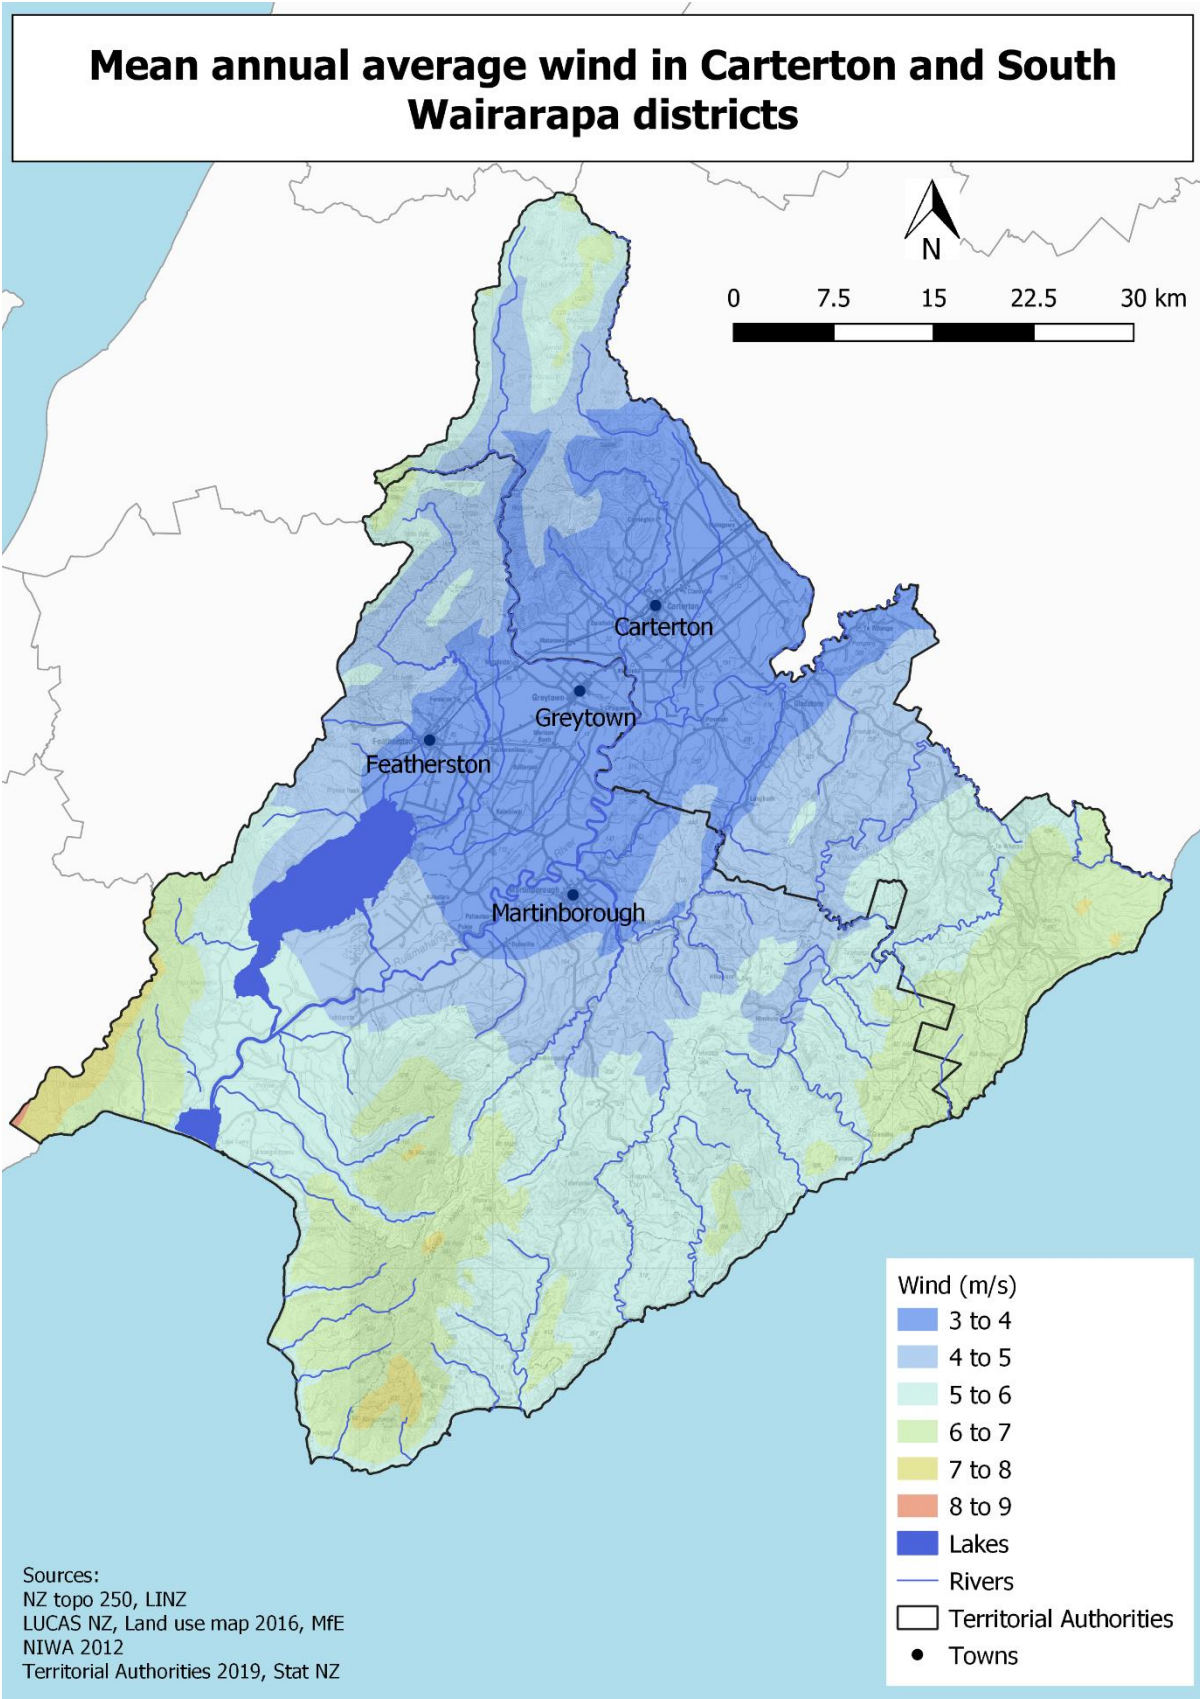 Mean annual average wind in Carterton and South
Wairarapa districts
N
0 7.5 15 22.5 30 km
Carterton
Greytown
Featherston
Martinborough
Wind (m/s)
3 to 4
4 to 5
5 to 6
6 to 7
7 to 8
8 to 9
Lakes
Rivers
Territorial Authorities
Towns
Sources:
NZ topo 250, LINZ
LUCAS NZ, Land use map 2016, MfE
NIWA 2012
Territorial Authorities 2019, Stat NZ